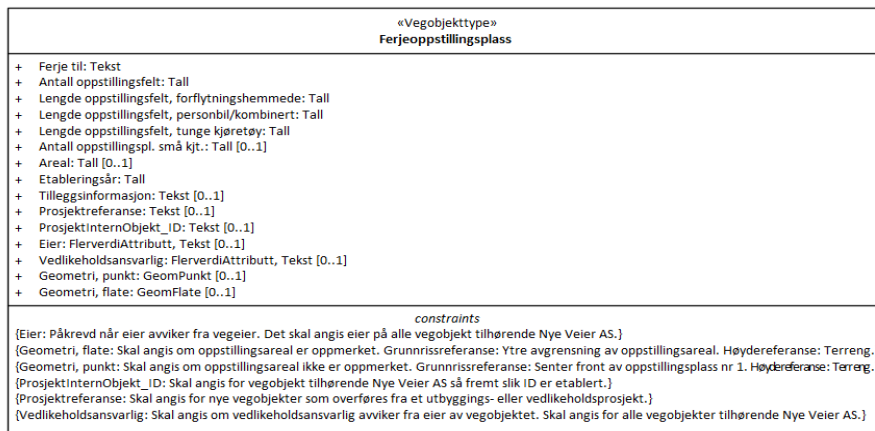 «Vegobjekttype»
Ferjeoppstillingsplass
+ Ferje til: Tekst
+ Antall oppstillingsfelt: Tall
+ Lengde oppstillingsfelt, forflytningshemmede: Tall
+ Lengde oppstillingsfelt, personbil/kombinert: Tall
+ Lengde oppstillingsfelt, tunge kjøretøy: Tall
+ Antall oppstillingspl. små kjt.: Tall [0..1]
+ Areal: Tall [0..1]
+ Etableringsår: Tall
+ Tilleggsinformasjon: Tekst [0..1]
+ Prosjektreferanse: Tekst [0..1]
+ ProsjektInternObjekt_ID: Tekst [0..1]
+ Eier: FlerverdiAttributt, Tekst [0..1]
+ Vedlikeholdsansvarlig: FlerverdiAttributt, Tekst [0..1]
+ Geometri, punkt: GeomPunkt [0..1]
+ Geometri, flate: GeomFlate [0..1]
constraints
{Eier: Påkrevd når eier avviker fra vegeier. Det skal angis eier på alle vegobjekt tilhørende Nye Veier AS.}
{Geometri, flate: Skal angis om oppstillingsareal er oppmerket. Grunnrissreferanse: Ytre avgrensning av oppstillingsareal. Høydereferanse: Terreng.
{Geometri, punkt: Skal angis om oppstillingsareal ikke er oppmerket. Grunnrissreferanse: Senter front av oppstillingsplass nr 1. Høydereferanse: Terreng.
{ProsjektInternObjekt_ID: Skal angis for vegobjekt tilhørende Nye Veier AS så fremt slik ID er etablert.}
{Prosjektreferanse: Skal angis for nye vegobjekter som overføres fra et utbyggings- eller vedlikeholdsprosjekt.}
{Vedlikeholdsansvarlig: Skal angis om vedlikeholdsansvarlig avviker fra eier av vegobjektet. Skal angis for alle vegobjekter tilhørende Nye Veier AS.}